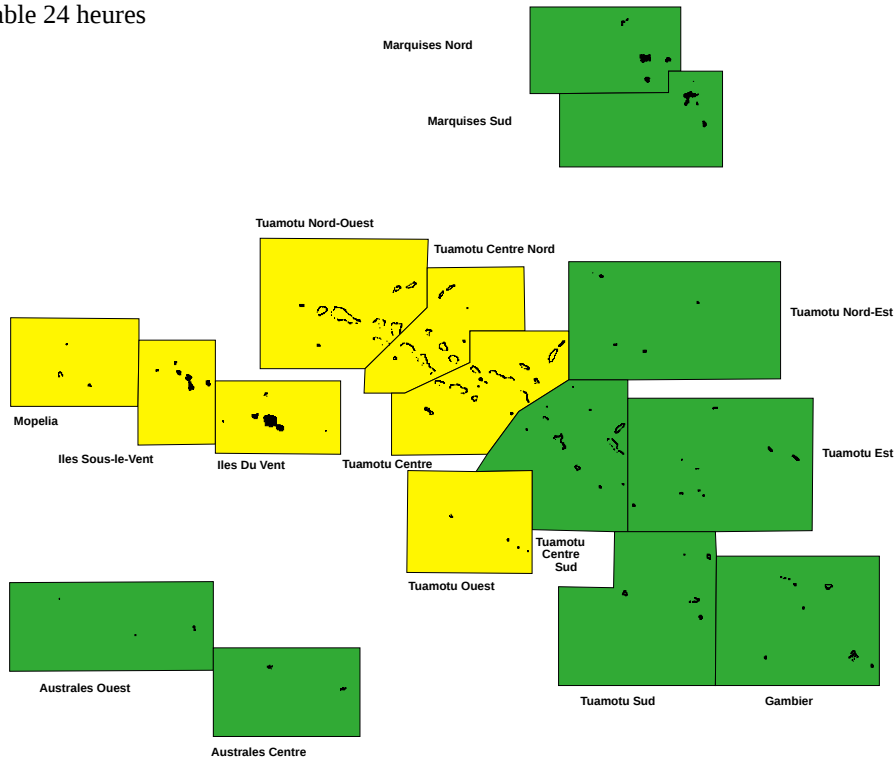 24 heures
Marquises Nord
Marquises Sud
Tuamotu Nord-Ouest
Tuamotu Centre Nord
Tuamotu Nord-Est
Mopelia
Iles Sous-le-Vent
Iles Du Vent
Tuamotu Centre
Tuamotu Est
Tuamotu
Centre
Sud
Tuamotu Ouest
Australes Ouest
Tuamotu Sud
Gambier
Australes Centre